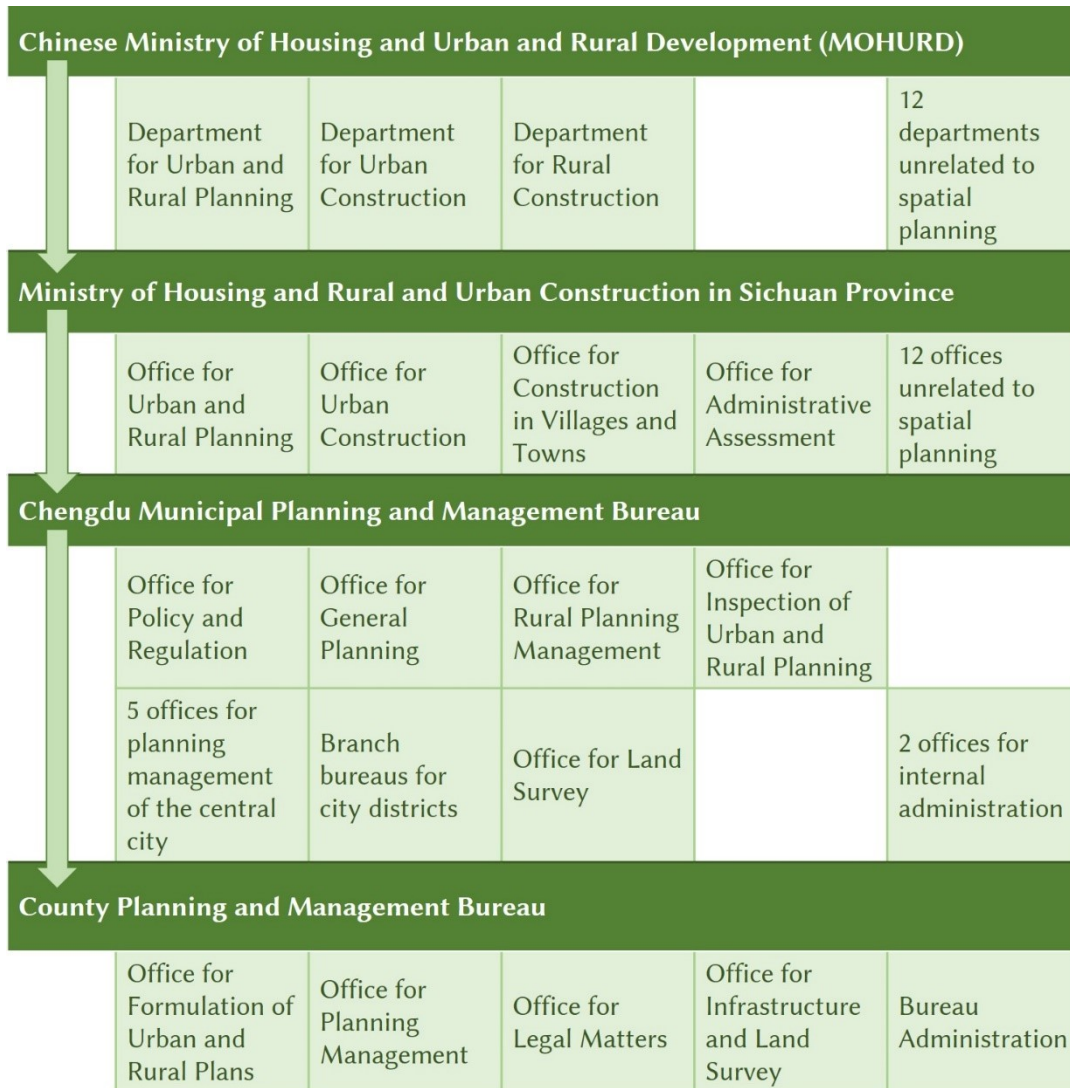 Chinese Ministry of Housing and Urban and Rural Development (MOHURD)
Department
for Urban and
Rural Planning
Department
for Urban
Construction
Department
for Rural
Construction
12
departments
unrelated to
spatial
planning
Ministry of Housing and Rural and Urban Construction in Sichuan Province
Office for
Urban and
Rural Planning
Office for
Urban
Construction
Office for
Construction
in Villages and
Towns
Office for
Administrative
Assessment
12 offices
unrelated to
spatial
planning
Chengdu Municipal Planning and Management Bureau
Office for
Policy and
Regulation
Office for
General
Planning
Office for
Rural Planning
Management
Office for
Inspection of
Urban and
Rural Planning
5 offices for
planning
management
of the central
city
Branch
bureaus for
city districts
Office for Land
Survey
2 offices for
internal
administration
County Planning and Management Bureau
Office for
Formulation of
Urban and
Rural Plans
Office for
Planning
Management
Office for
Legal Matters
Office for
Infrastructure
and Land
Survey
Bureau
Administration